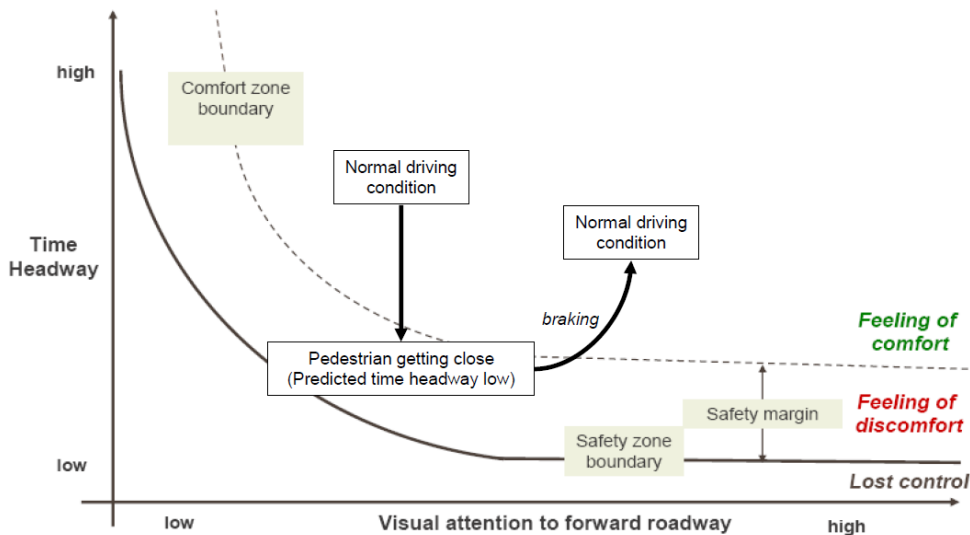 high
Comfort zone
boundary
Normal driving
condition
Normal driving
condition
Time
Headway
braking
Feeling of
comfort
Pedestrian getting close
(Predicted time headway low)
Feeling of
discomfort
Safety margin
Safety zone
boundary
low
Lost control
low
Visual attention to forward roadway
high